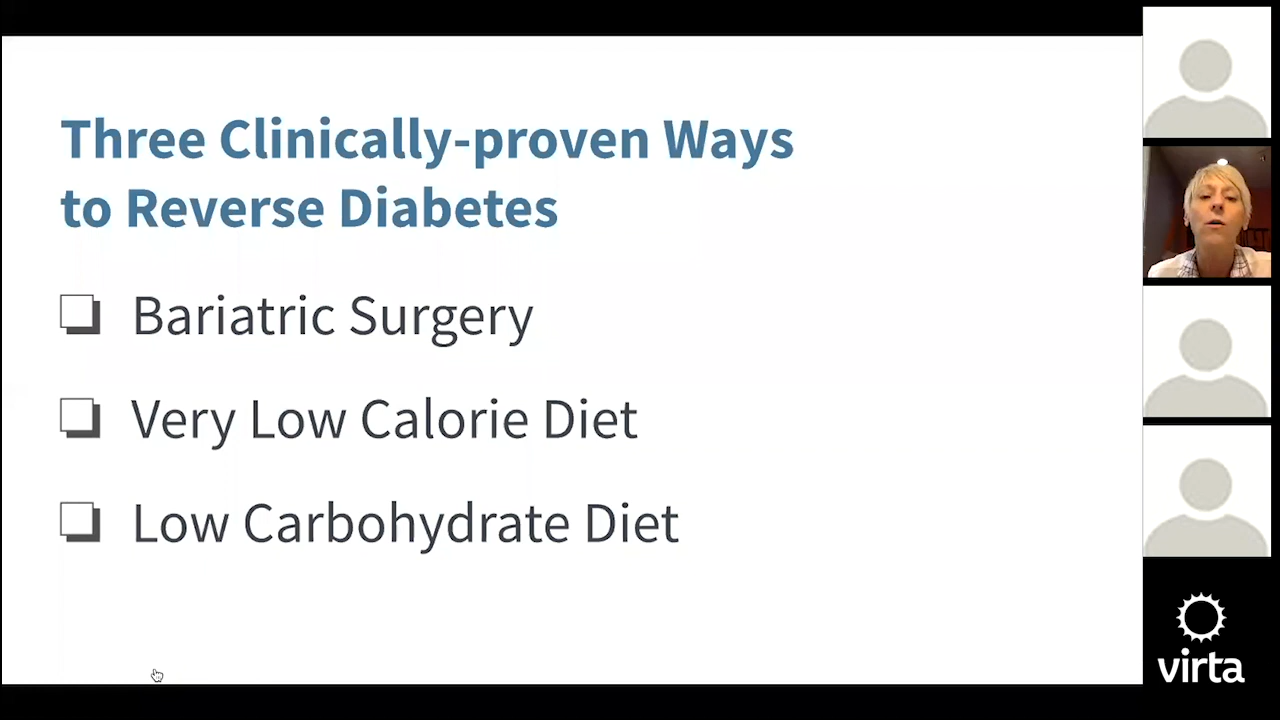 Three Clinically-proven Ways
to Reverse Diabetes
Bariatric Surgery
Very Low Calorie Diet
Low Carbohydrate Diet
virta